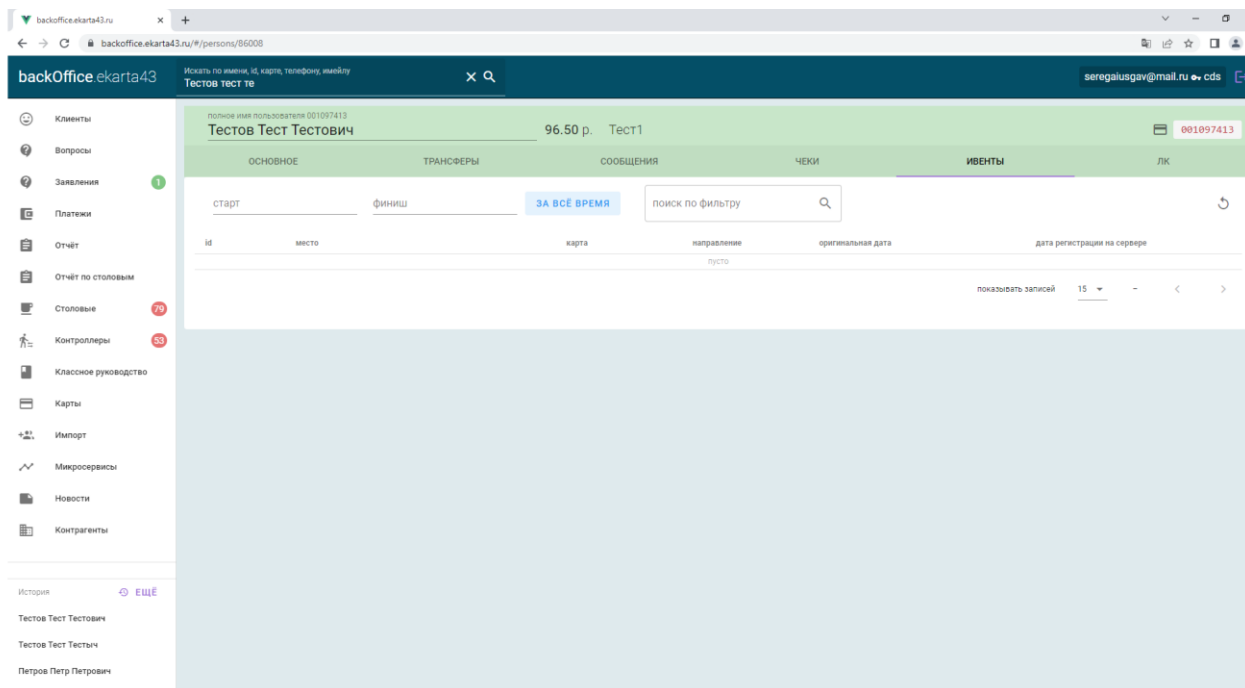 backoffice.ekarta43.ru
backoffice.ekarta43.ru/#/persons/86008
backOffice.ekarta43
Искать по имени, id, карте, телефону, имейлу
Тестов тест те
seregaiusgav@mail.ru cds
Клиенты
Вопросы
Заявления 1
Платежи
Отчёт
Отчёт по столовым
Столовые 79
Контроллеры 53
Классное руководство
Карты
Импорт
Микросервисы
Новости
Контрагенты
История ЕЩЁ
Тестов Тест Тестович
Тестов Тест Тестыч
Петров Петр Петрович
полное имя пользователя 001097413
Тестов Тест Тестович 96.50 р. Тест1 001097413
ОСНОВНОЕ ТРАНСФЕРЫ СООБЩЕНИЯ ЧЕКИ ИВЕНТЫ ЛК
старт финиш ЗА ВСЁ ВРЕМЯ поиск по фильтру
id место карта направление оригинальная дата дата регистрации на сервере
пусто
показывать записей 15 –